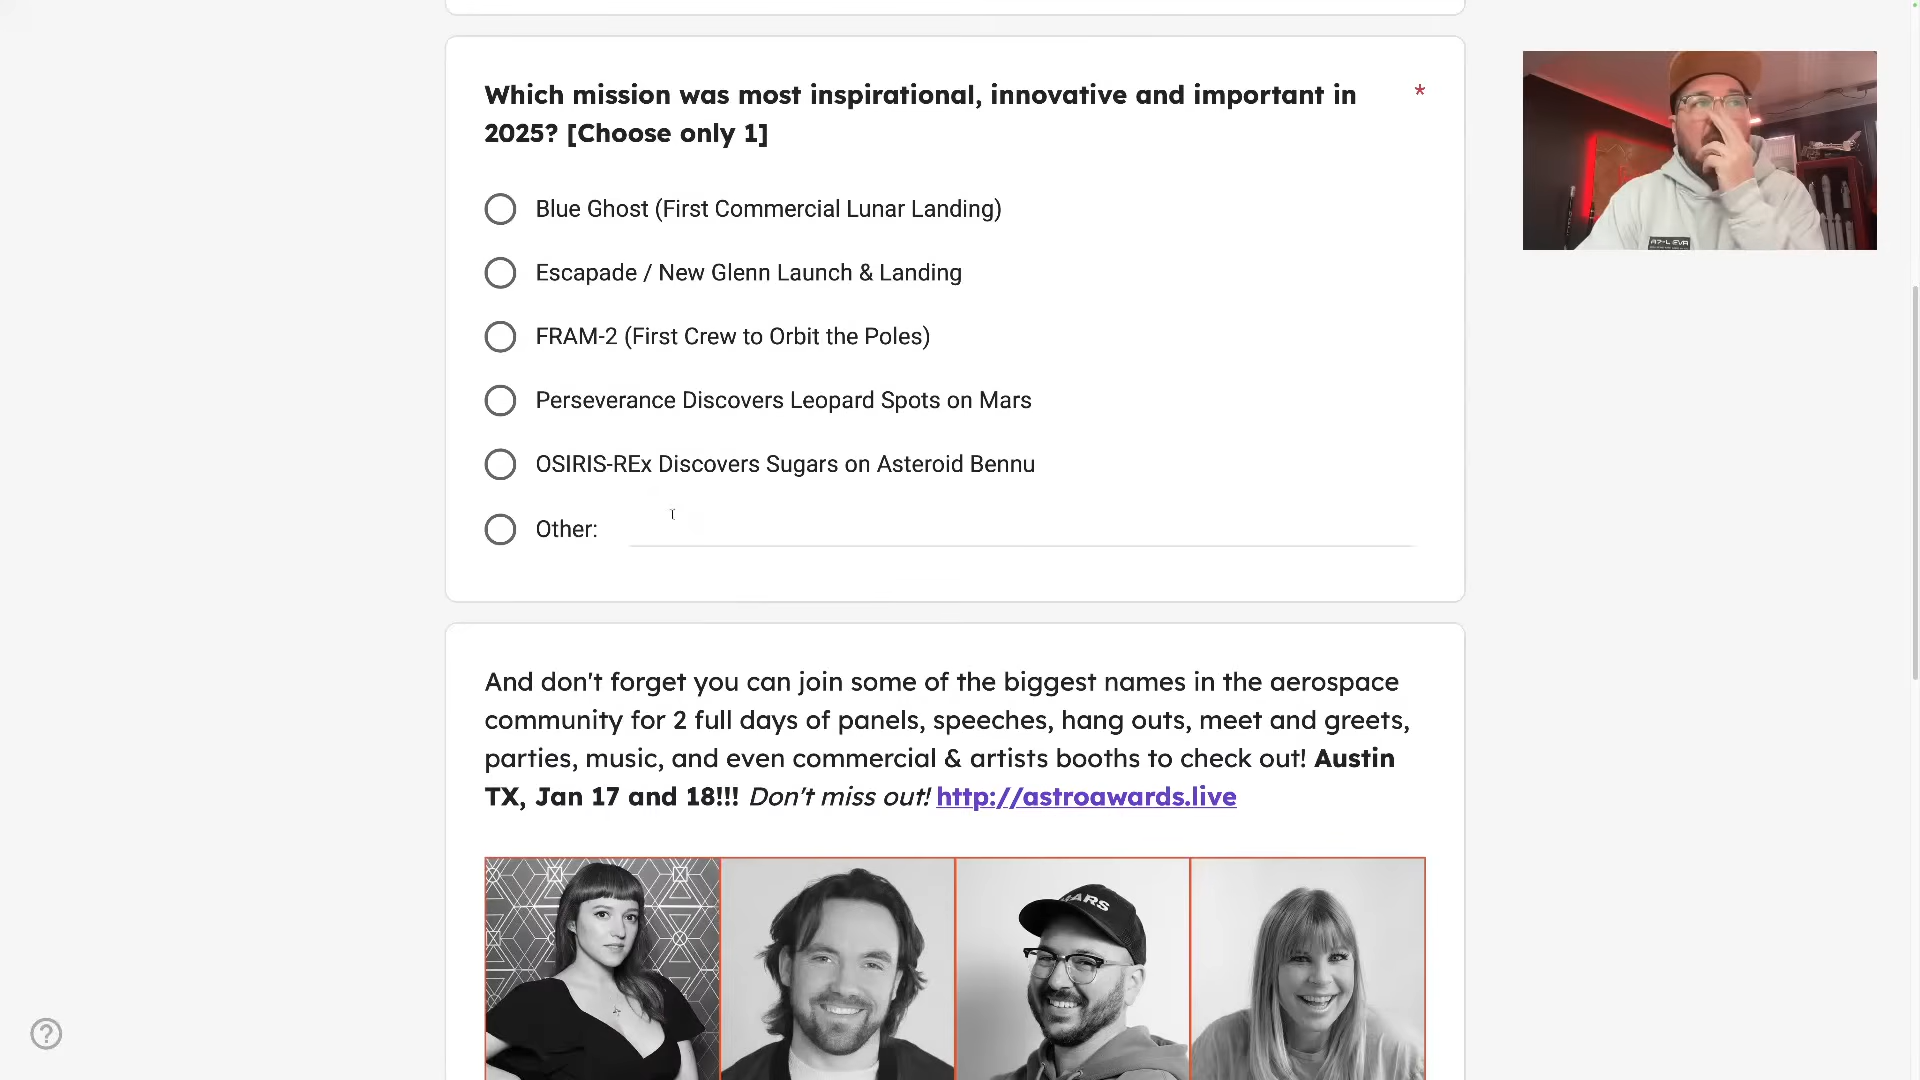 Which mission was most inspirational, innovative and important in *
2025? [Choose only 1]
Blue Ghost (First Commercial Lunar Landing)
Escapade / New Glenn Launch & Landing
FRAM-2 (First Crew to Orbit the Poles)
Perseverance Discovers Leopard Spots on Mars
OSIRIS-REx Discovers Sugars on Asteroid Bennu
Other:
And don't forget you can join some of the biggest names in the aerospace
community for 2 full days of panels, speeches, hang outs, meet and greets,
parties, music, and even commercial & artists booths to check out! Austin
TX, Jan 17 and 18!!! Don't miss out! http://astroawards.live
A7-L EVA
MARS
?